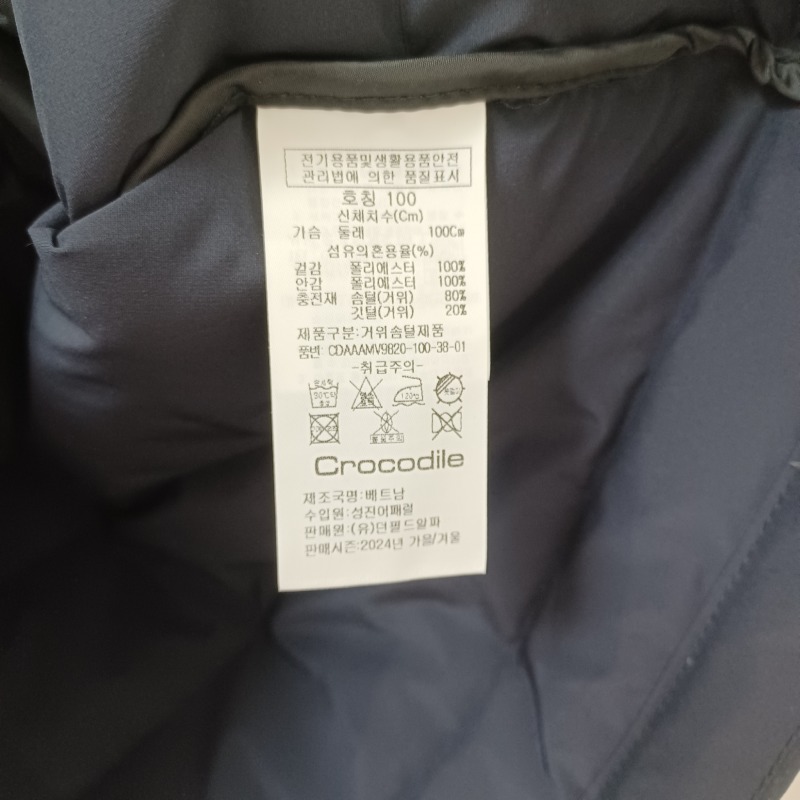 전기용품및생활용품안전
관리법에 의한 품질표시
호칭 100
신체치수(Cm)
가슴 둘레 100Cm
섬유의혼용율(%)
겉감 폴리에스터 100%
안감 폴리에스터 100%
충전재 솜털(거위) 80%
깃털(거위) 20%
제품구분:거위솜털제품
품번: CDAAAMV9820-100-38-01
-취급주의-
Crocodile
제조국명:베트남
수입원:성진어패럴
판매원:(유)던필드알파
판매시즌:2024년 가을/겨울